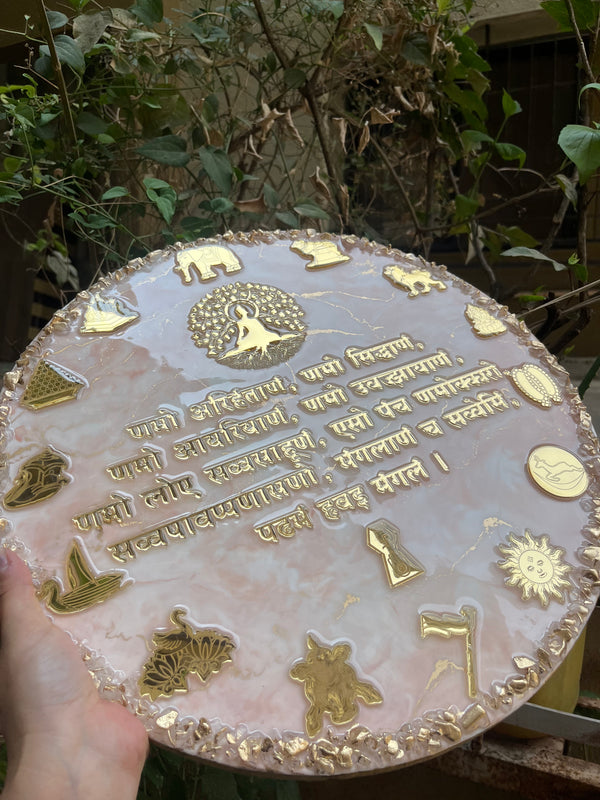 णमो अरिहंताणं, णमो सिद्धाणं,
णमो आयरियाणं, णमो उवज्झायाणं,
णमो लोए सव्वसाहूणं, एसो पंच णमोक्कारो,
सव्वपावप्पणासणो, मंगलाणं च सव्वेसिं,
पढमं हवइ मंगलं ।